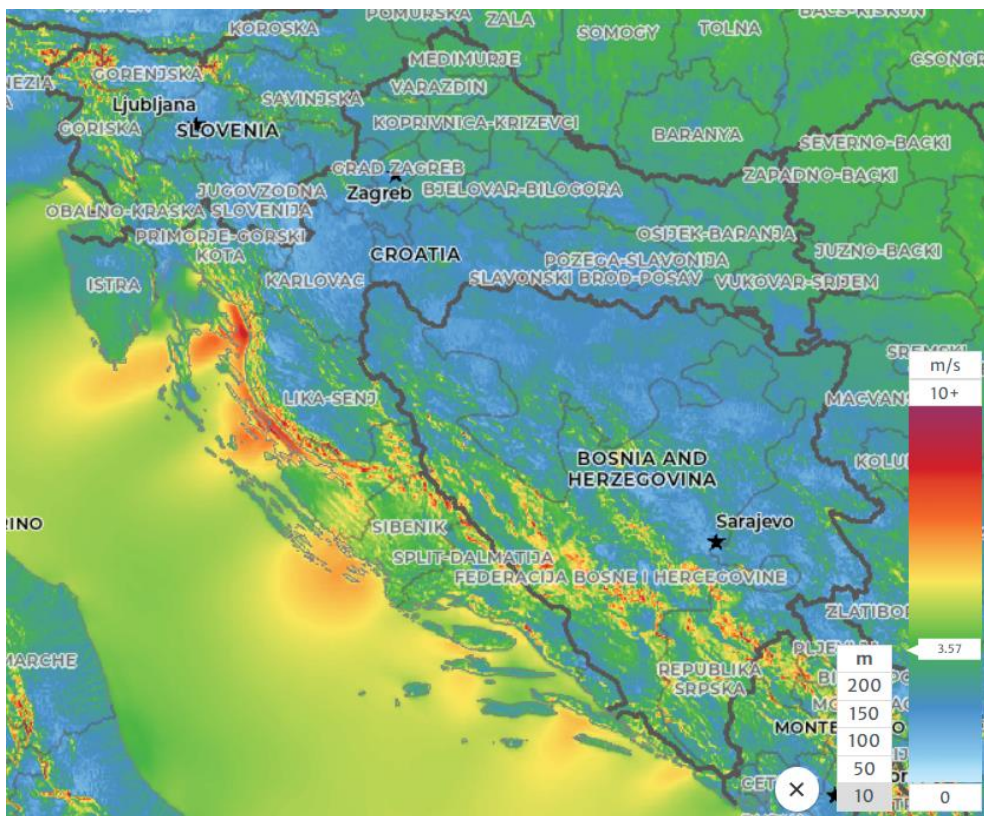 POMURSKA
ZALA
BACS-KISKUN
KOROSKA
SOMOGY
TOLNA
MEDIMURJE
GORENJSKA
VARAZDIN
SAVINJSKA
Ljubljana
GORISKA
SLOVENIA
KOPRIVNICA-KRIZEVCI
BARANYA
SEVERNO-BACKI
GRAD ZAGREB
ZAPADNO-BACKI
Zagreb
BJELOVAR-BILOGORA
JUGOVZODNA
OBALNO-KRASKA SLOVENIJA
PRIMORJE-GORSKI
KOTA
OSIJEK-BARANJA
CROATIA
JUZNO-BACKI
POZEGA-SLAVONIJA
ISTRA
KARLOVAC
SLAVONSKI BROD-POSAV
VUKOVAR-SRIJEM
m/s
10+
LIKA-SENJ
BOSNIA AND
HERZEGOVINA
SIBENIK
Sarajevo
SPLIT-DALMATIJA
FEDERACIJA BOSNE I HERCEGOVINE
3.57
REPUBLIKA
SRPSKA
m
200
150
100
50
10
0